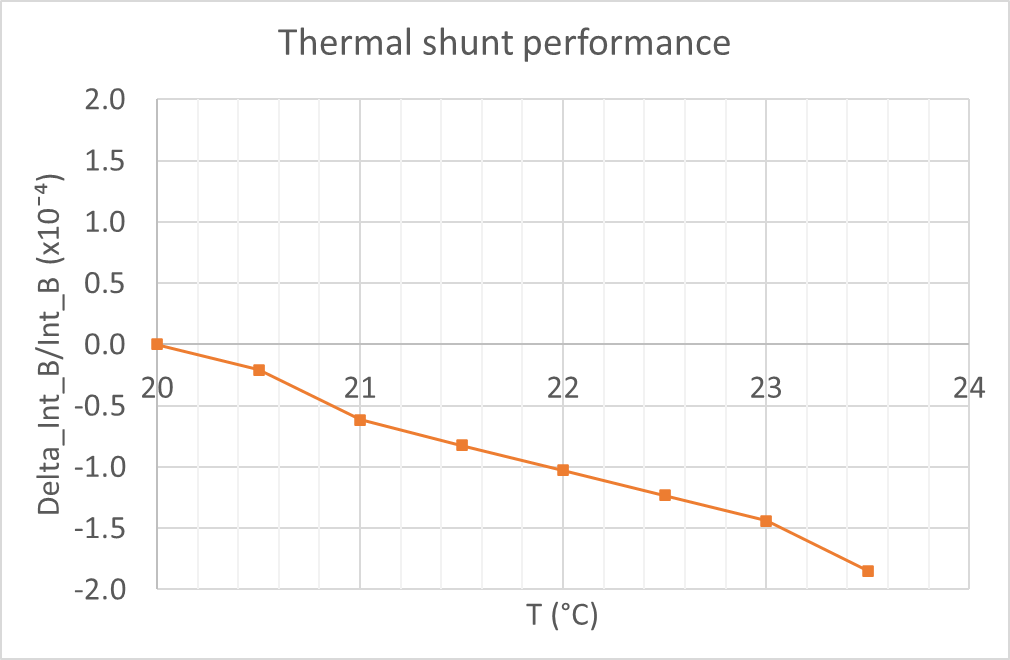 Thermal shunt performance
2.0
1.5
1.0
0.5
0.0
-0.5
-1.0
-1.5
-2.0
Delta_Int_B/Int_B (x10⁻⁴)
20 21 22 23 24
T (°C)